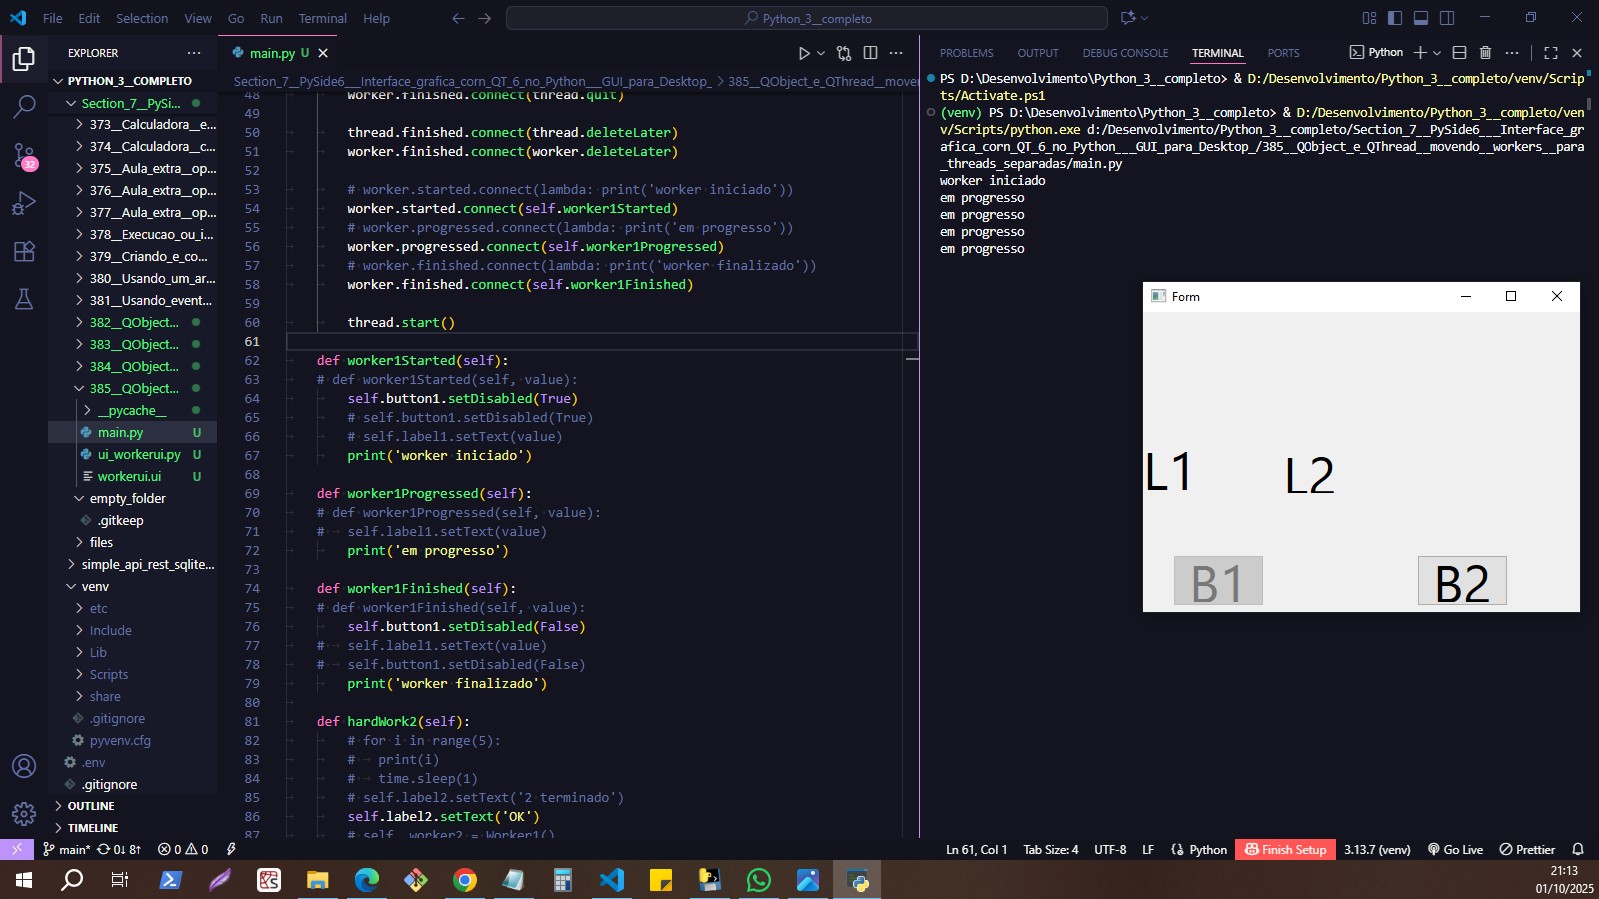 File Edit Selection View Go Run Terminal Help
Python_3__completo
EXPLORER
PYTHON_3__COMPLETO
Section_7__PySi...
373__Calculadora__e...
374__Calculadora__c...
375__Aula_extra__op...
376__Aula_extra__op...
377__Aula_extra__op...
378__Execucao_ou_i...
379__Criando_e_co...
380__Usando_um_ar...
381__Usando_event...
382__QObject...
383__QObject...
384__QObject...
385__QObject...
__pycache__
main.py U
ui_workerui.py U
workerui.ui U
empty_folder
.gitkeep
files
simple_api_rest_sqlite...
venv
etc
Include
Lib
Scripts
share
.gitignore
pyvenv.cfg
.env
.gitignore
OUTLINE
TIMELINE
32
main.py U
Section_7__PySide6___Interface_grafica_corn_QT_6_no_Python___GUI_para_Desktop_ > 385__QObject_e_QThread__mover
48 worker.finished.connect(thread.quit)
49
50 thread.finished.connect(thread.deleteLater)
51 worker.finished.connect(worker.deleteLater)
52
53 # worker.started.connect(lambda: print('worker iniciado'))
54 worker.started.connect(self.worker1Started)
55 # worker.progressed.connect(lambda: print('em progresso'))
56 worker.progressed.connect(self.worker1Progressed)
57 # worker.finished.connect(lambda: print('worker finalizado'))
58 worker.finished.connect(self.worker1Finished)
59
60 thread.start()
61
62 def worker1Started(self):
63 # def worker1Started(self, value):
64 self.button1.setDisabled(True)
65 # self.button1.setDisabled(True)
66 # self.label1.setText(value)
67 print('worker iniciado')
68
69 def worker1Progressed(self):
70 # def worker1Progressed(self, value):
71 # self.label1.setText(value)
72 print('em progresso')
73
74 def worker1Finished(self):
75 # def worker1Finished(self, value):
76 self.button1.setDisabled(False)
77 # self.label1.setText(value)
78 # self.button1.setDisabled(False)
79 print('worker finalizado')
80
81 def hardWork2(self):
82 # for i in range(5):
83 # print(i)
84 # time.sleep(1)
85 # self.label2.setText('2 terminado')
86 self.label2.setText('OK')
87 # self._worker2 = Worker1()
PROBLEMS OUTPUT DEBUG CONSOLE TERMINAL PORTS
Python
PS D:\Desenvolvimento\Python_3__completo> & D:/Desenvolvimento/Python_3__completo/venv/Scrip
ts/Activate.ps1
(venv) PS D:\Desenvolvimento\Python_3__completo> & D:/Desenvolvimento/Python_3__completo/ven
v/Scripts/python.exe d:/Desenvolvimento/Python_3__completo/Section_7__PySide6___Interface_gr
afica_corn_QT_6_no_Python___GUI_para_Desktop_/385__QObject_e_QThread__movendo__workers__para
_threads_separadas/main.py
worker iniciado
em progresso
em progresso
em progresso
em progresso
Form
L1 L2
B1 B2
main* 0↓ 8↑ 0 0
Ln 61, Col 1 Tab Size: 4 UTF-8 LF Python Finish Setup 3.13.7 (venv) Go Live Prettier
21:13
01/10/2025